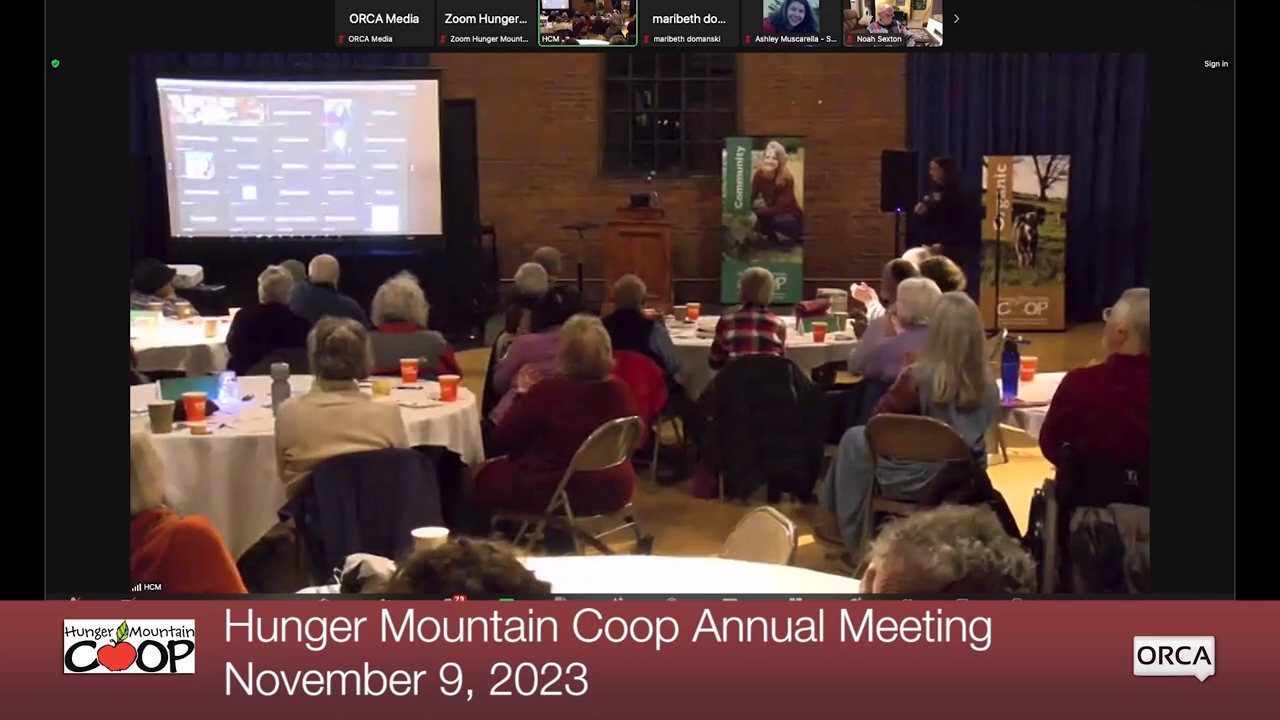 ORCA Media
Zoom Hunger...
maribeth do...
ORCA Media
Zoom Hunger Mount...
HCM
maribeth domanski
Ashley Muscarella - S...
Noah Sexton
Sign in
Community
Organic
COOP
HCM
73
Hunger Mountain
COOP
Hunger Mountain Coop Annual Meeting
November 9, 2023
ORCA